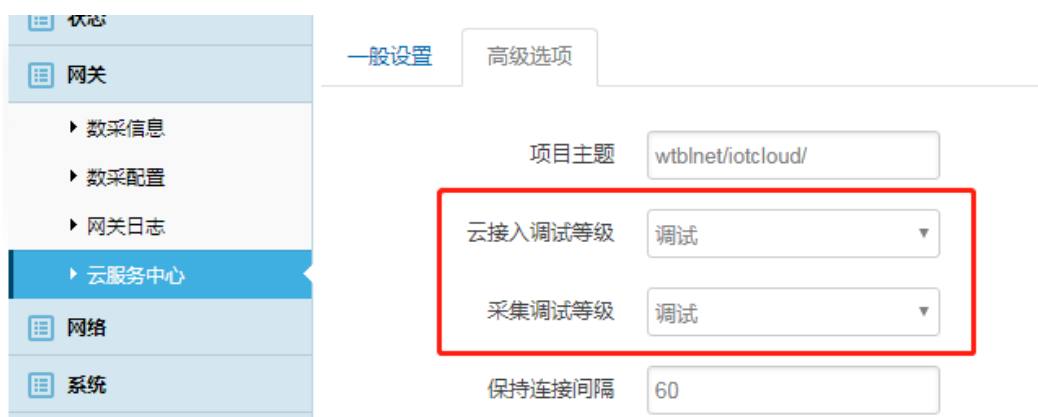 状态
网关
数采信息
数采配置
网关日志
云服务中心
网络
系统
一般设置
高级选项
项目主题 wtblnet/iotcloud/
云接入调试等级 调试
采集调试等级 调试
保持连接间隔 60